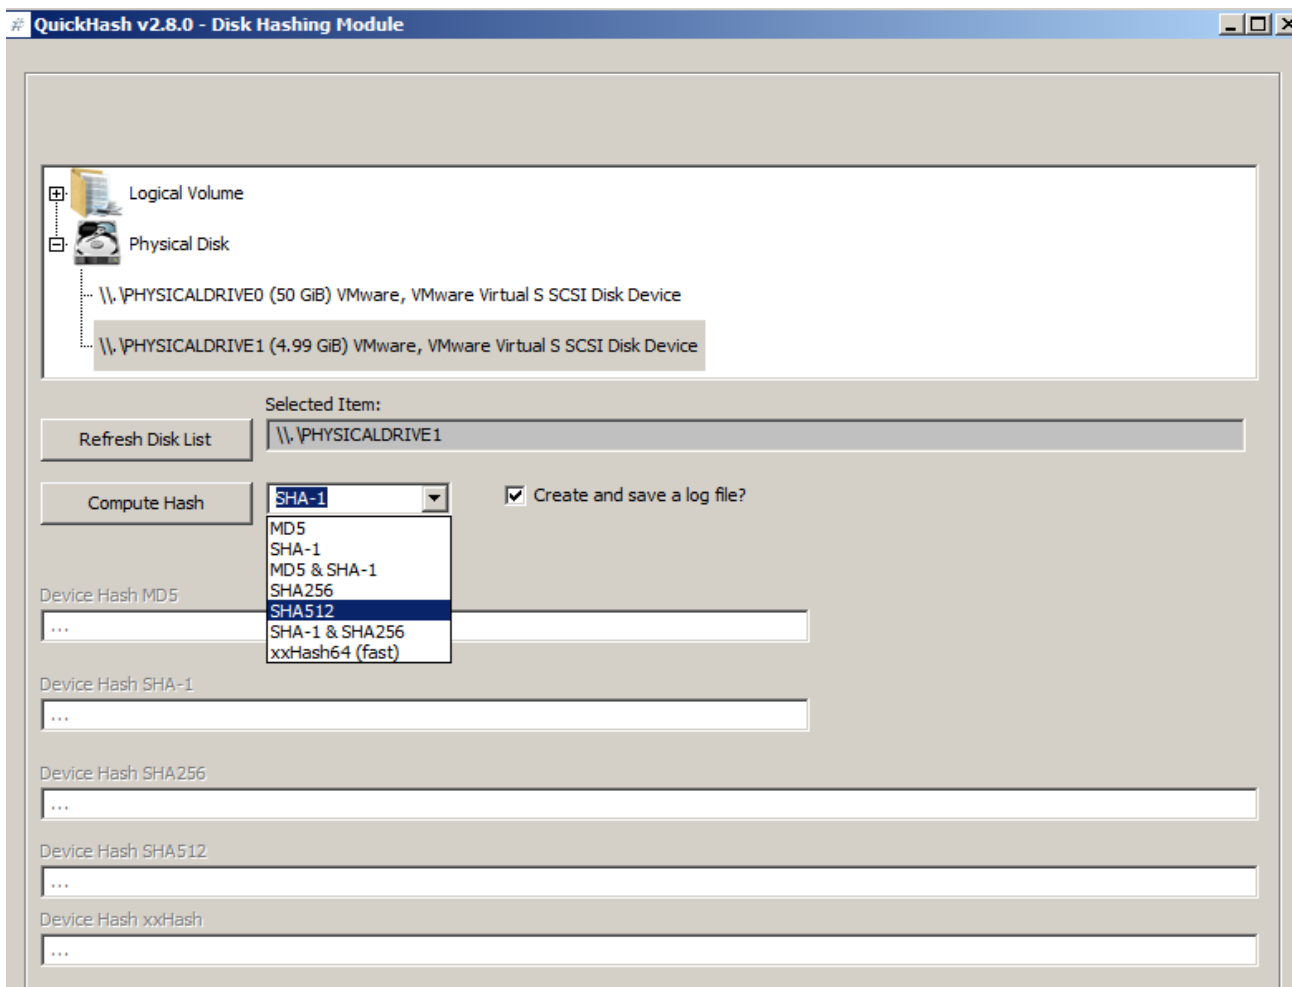 # QuickHash v2.8.0 - Disk Hashing Module
Logical Volume
Physical Disk
\\.\PHYSICALDRIVE0 (50 GiB) VMware, VMware Virtual S SCSI Disk Device
\\.\PHYSICALDRIVE1 (4.99 GiB) VMware, VMware Virtual S SCSI Disk Device
Selected Item:
Refresh Disk List
\\.\PHYSICALDRIVE1
Compute Hash
SHA-1
Create and save a log file?
MD5
SHA-1
MD5 & SHA-1
SHA256
SHA512
SHA-1 & SHA256
xxHash64 (fast)
Device Hash MD5
...
Device Hash SHA-1
...
Device Hash SHA256
...
Device Hash SHA512
...
Device Hash xxHash
...